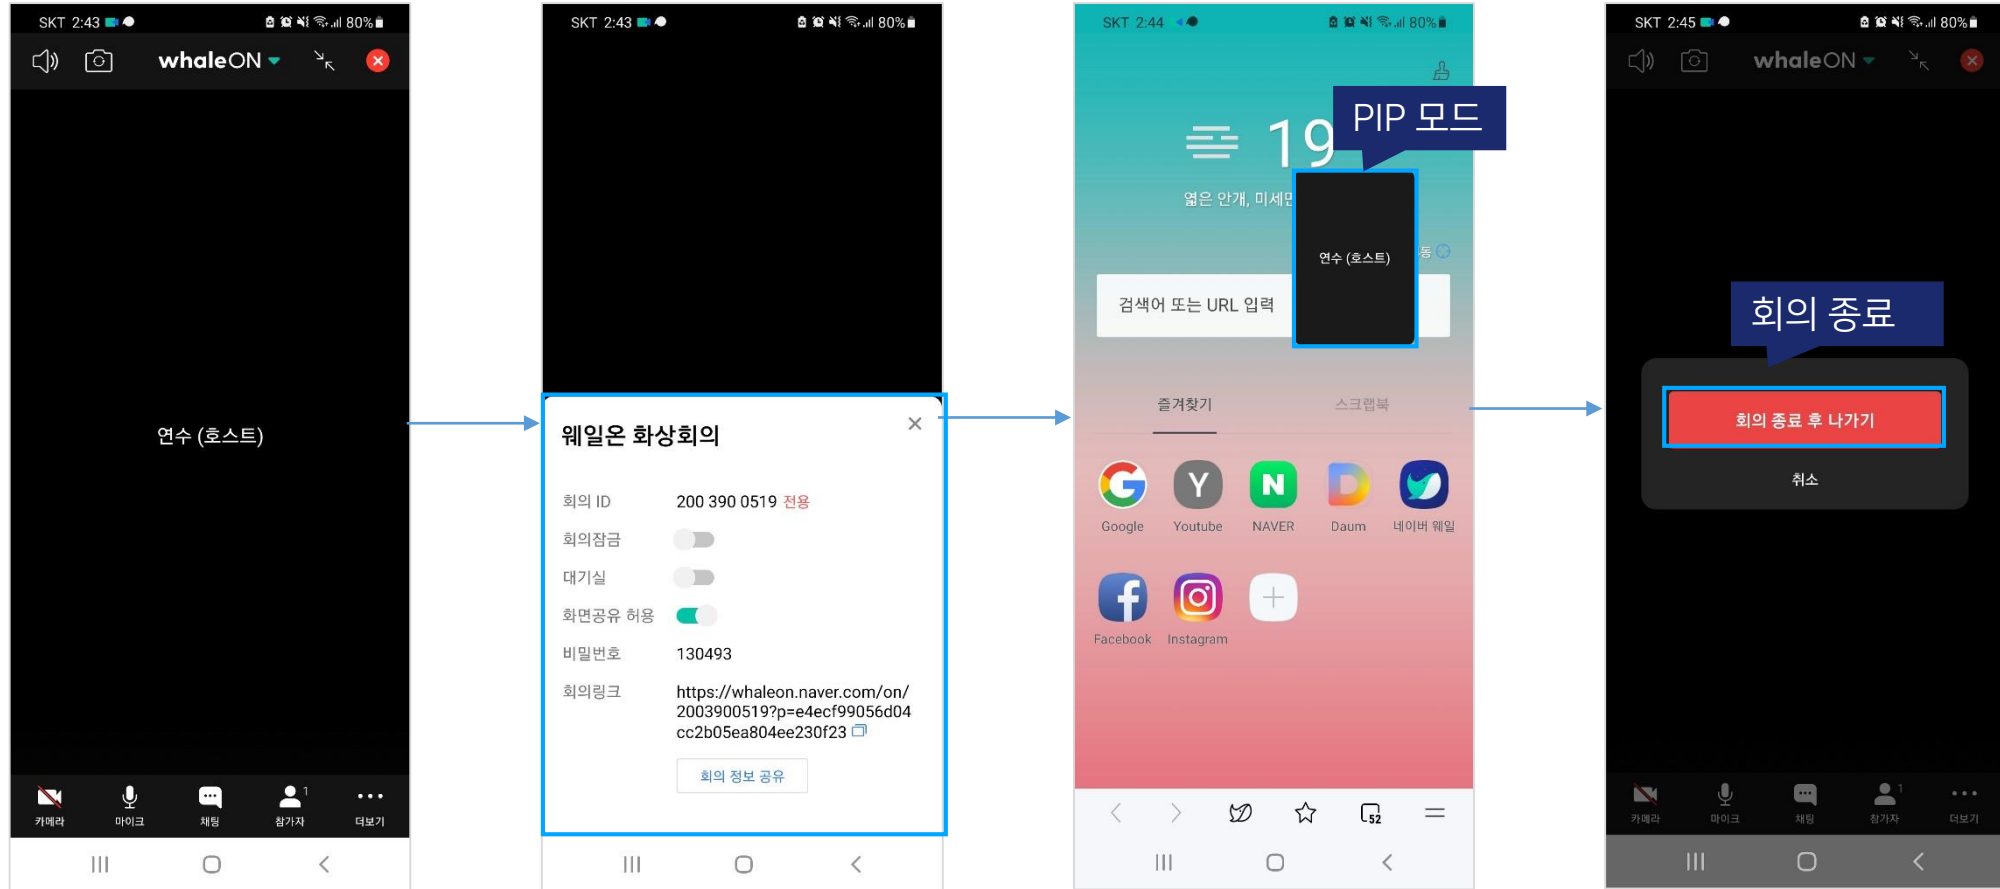 SKT 2:43 80%
whaleON
연수 (호스트)
카메라 마이크 채팅 참가자 1 더보기
SKT 2:43 80%
웨일온 화상회의
회의 ID 200 390 0519 전용
회의잠금
대기실
화면공유 허용
비밀번호 130493
회의링크 https://whaleon.naver.com/on/
2003900519?p=e4ecf99056d04
cc2b05ea804ee230f23
회의 정보 공유
SKT 2:44 80%
PIP 모드
19
엷은 안개, 미세먼
동
연수 (호스트)
검색어 또는 URL 입력
즐겨찾기 스크랩북
Google Youtube NAVER Daum 네이버 웨일
Facebook Instagram
52
SKT 2:45 80%
whaleON
회의 종료
회의 종료 후 나가기
취소
카메라 마이크 채팅 참가자 1 더보기